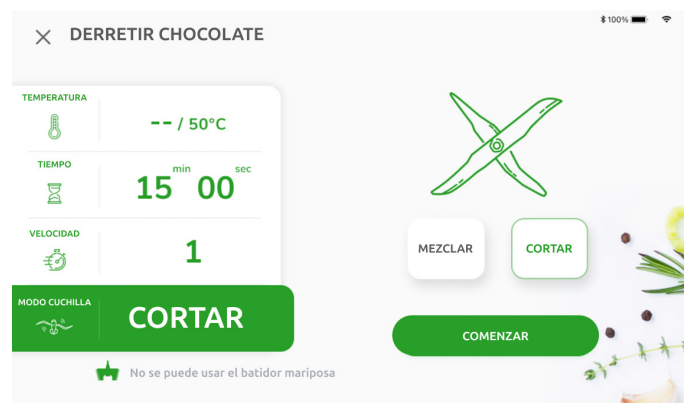 100%
DERRETIR CHOCOLATE
TEMPERATURA
-- / 50°C
TIEMPO
15 min 00 sec
VELOCIDAD
1
MODO CUCHILLA
CORTAR
No se puede usar el batidor mariposa
MEZCLAR
CORTAR
COMENZAR